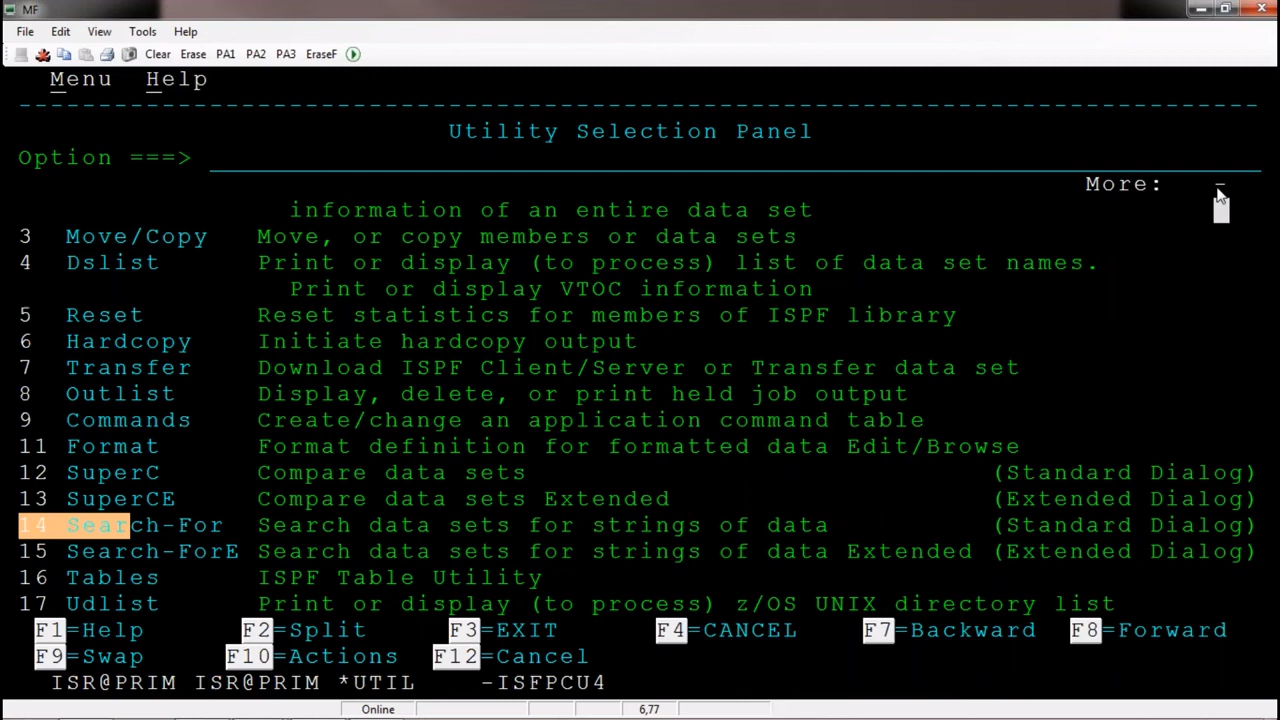 MF
File Edit View Tools Help
Clear Erase PA1 PA2 PA3 EraseF
Menu Help
Utility Selection Panel
Option ===>
More: -
information of an entire data set
3 Move/Copy Move, or copy members or data sets
4 Dslist Print or display (to process) list of data set names.
Print or display VTOC information
5 Reset Reset statistics for members of ISPF library
6 Hardcopy Initiate hardcopy output
7 Transfer Download ISPF Client/Server or Transfer data set
8 Outlist Display, delete, or print held job output
9 Commands Create/change an application command table
11 Format Format definition for formatted data Edit/Browse
12 SuperC Compare data sets (Standard Dialog)
13 SuperCE Compare data sets Extended (Extended Dialog)
14 Search-For Search data sets for strings of data (Standard Dialog)
15 Search-ForE Search data sets for strings of data Extended (Extended Dialog)
16 Tables ISPF Table Utility
17 Udlist Print or display (to process) z/OS UNIX directory list
F1=Help F2=Split F3=EXIT F4=CANCEL F7=Backward F8=Forward
F9=Swap F10=Actions F12=Cancel
ISR@PRIM ISR@PRIM *UTIL -ISFPCU4
Online 6,77